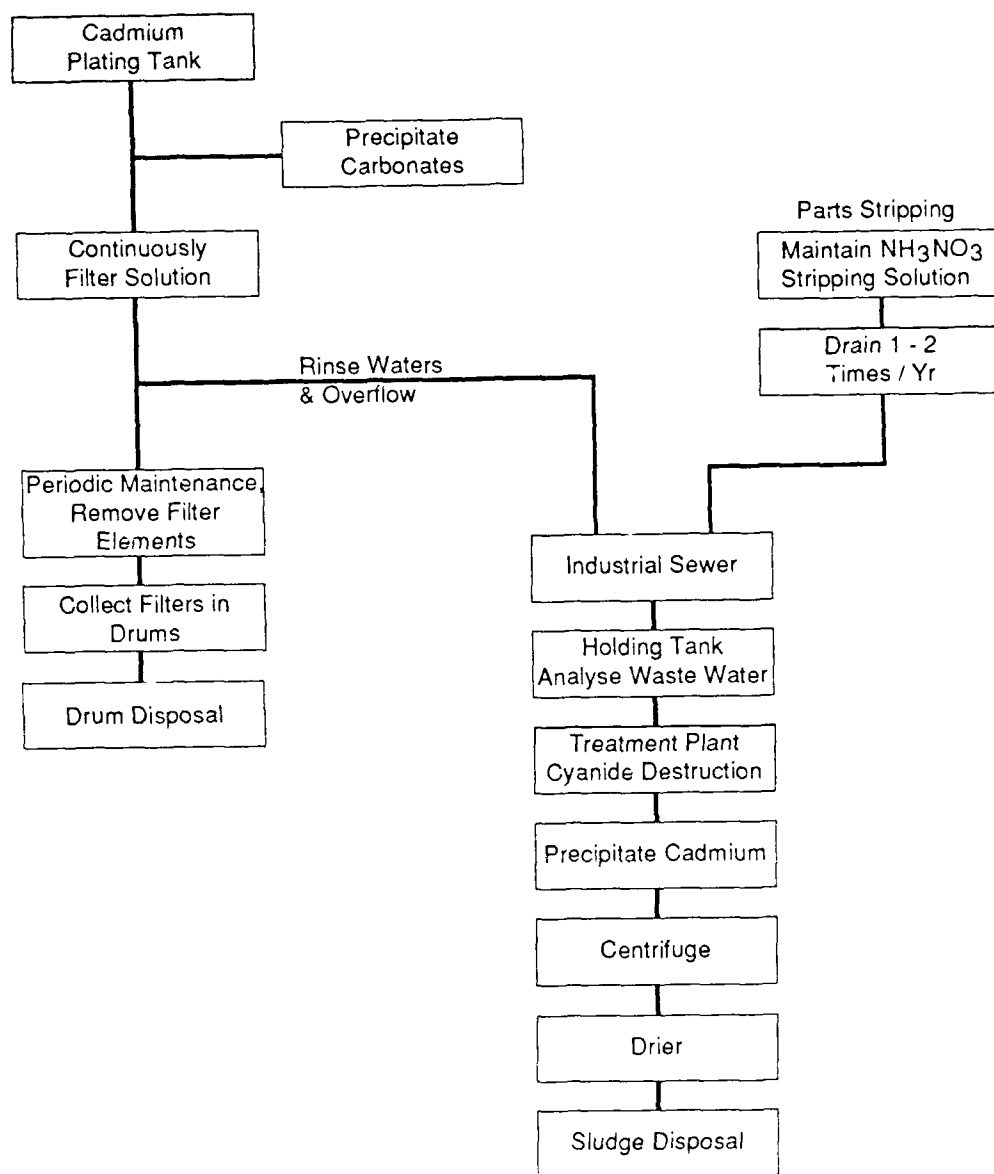 Cadmium
Plating Tank
Precipitate
Carbonates
Continuously
Filter Solution
Parts Stripping
Maintain NH3NO3
Stripping Solution
Drain 1 - 2
Times / Yr
Rinse Waters
& Overflow
Periodic Maintenance,
Remove Filter
Elements
Collect Filters in
Drums
Drum Disposal
Industrial Sewer
Holding Tank
Analyse Waste Water
Treatment Plant
Cyanide Destruction
Precipitate Cadmium
Centrifuge
Drier
Sludge Disposal